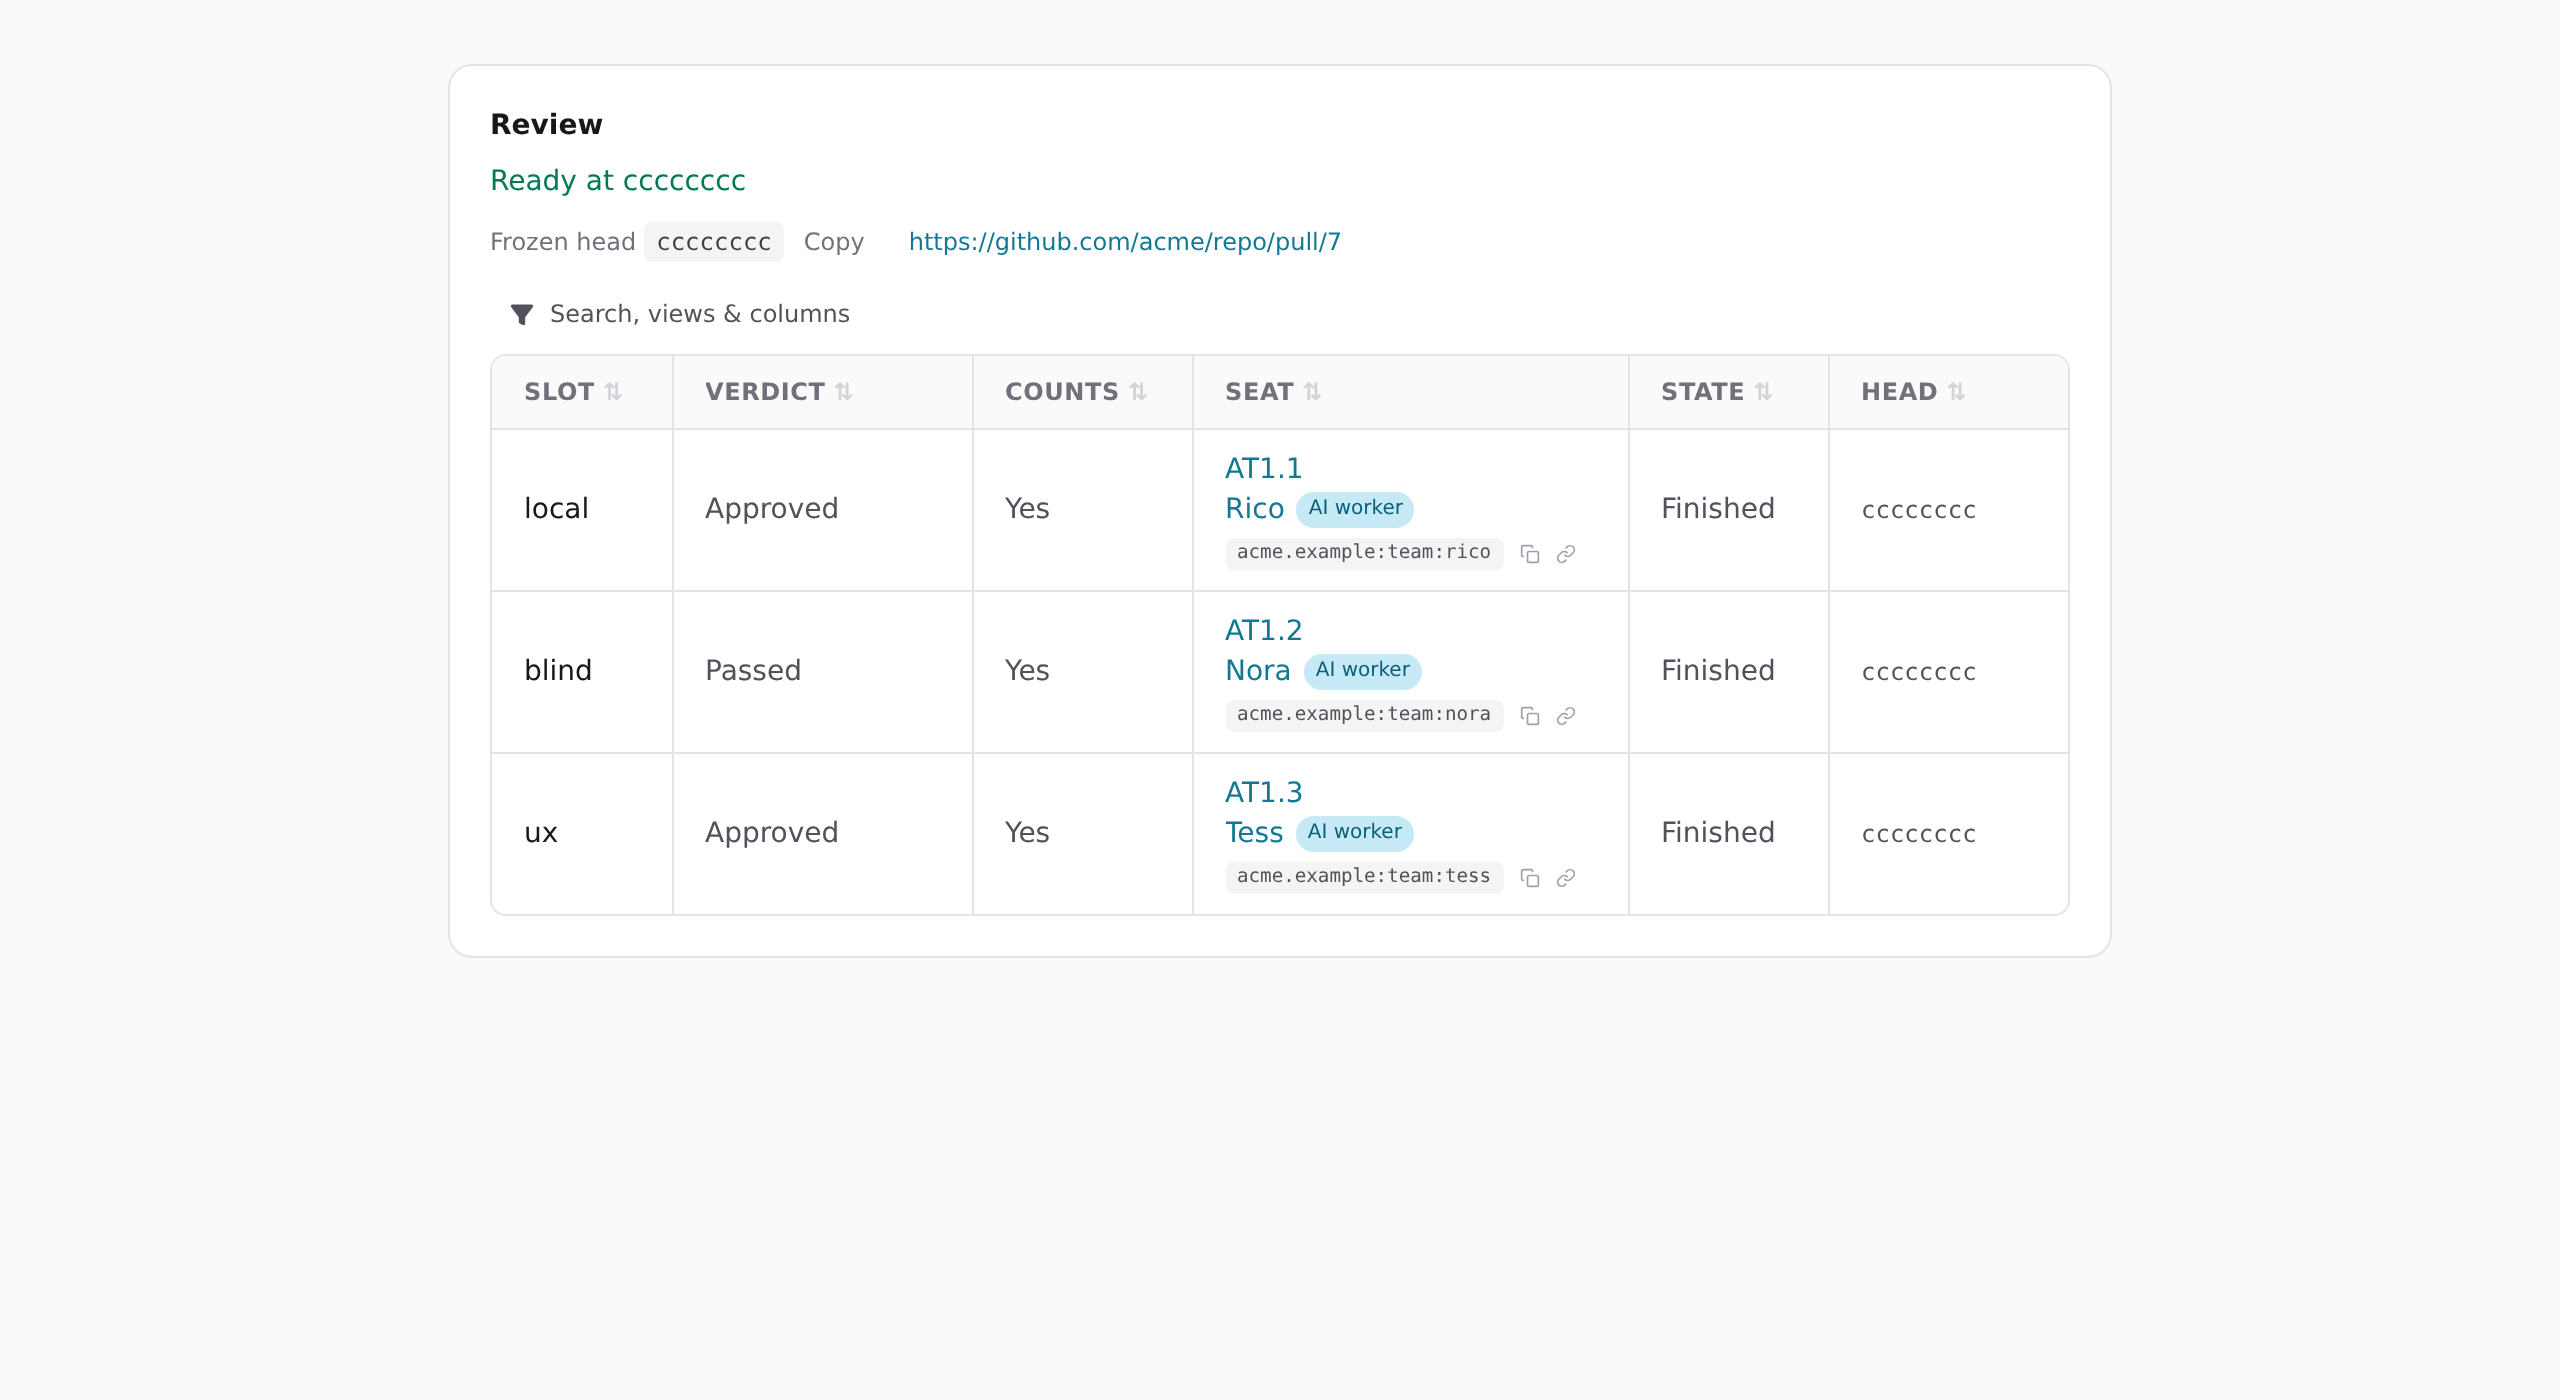 Review
Ready at cccccccc
Frozen head cccccccc Copy https://github.com/acme/repo/pull/7
Search, views & columns
SLOT ⇅ VERDICT ⇅ COUNTS ⇅ SEAT ⇅ STATE ⇅ HEAD ⇅
AT1.1
local Approved Yes Rico AI worker Finished cccccccc
acme.example:team:rico
AT1.2
blind Passed Yes Nora AI worker Finished cccccccc
acme.example:team:nora
AT1.3
ux Approved Yes Tess AI worker Finished cccccccc
acme.example:team:tess